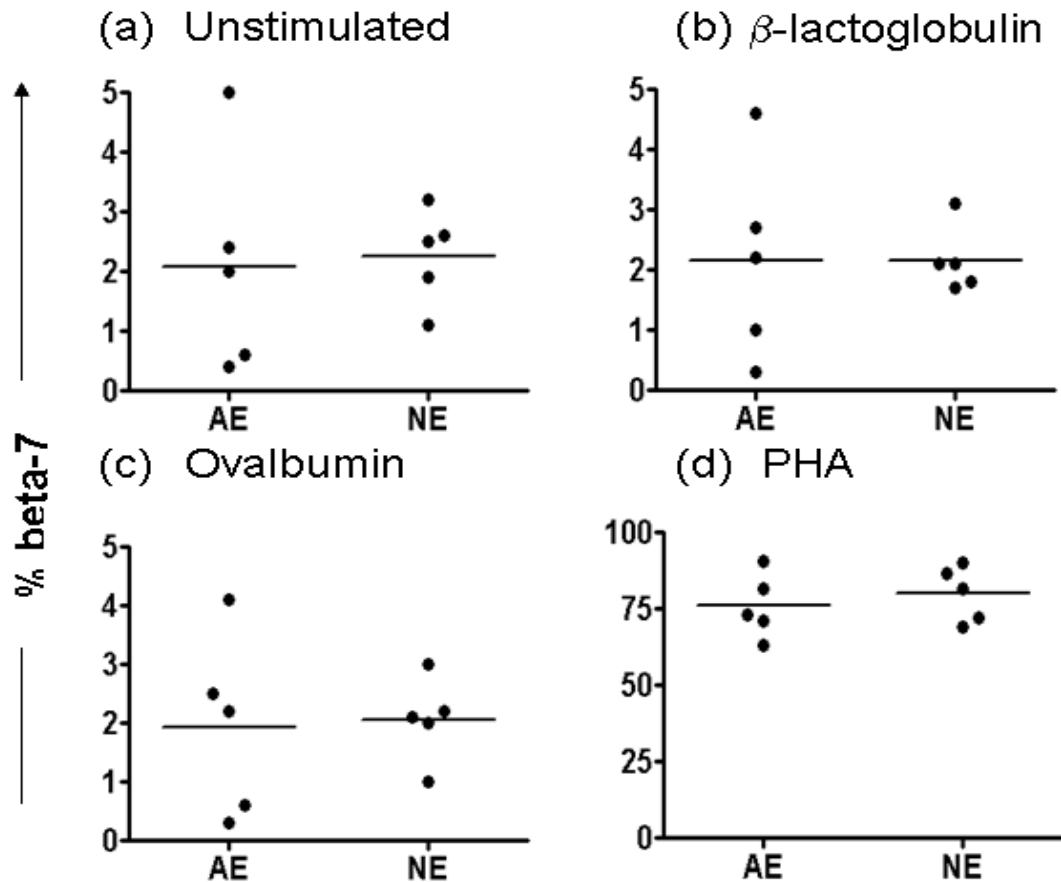 (a) Unstimulated
(b) β-lactoglobulin
5
4
3
2
1
0
AE NE
5
4
3
2
1
0
AE NE
% beta-7
(c) Ovalbumin
(d) PHA
5
4
3
2
1
0
AE NE
100
75
50
25
0
AE NE